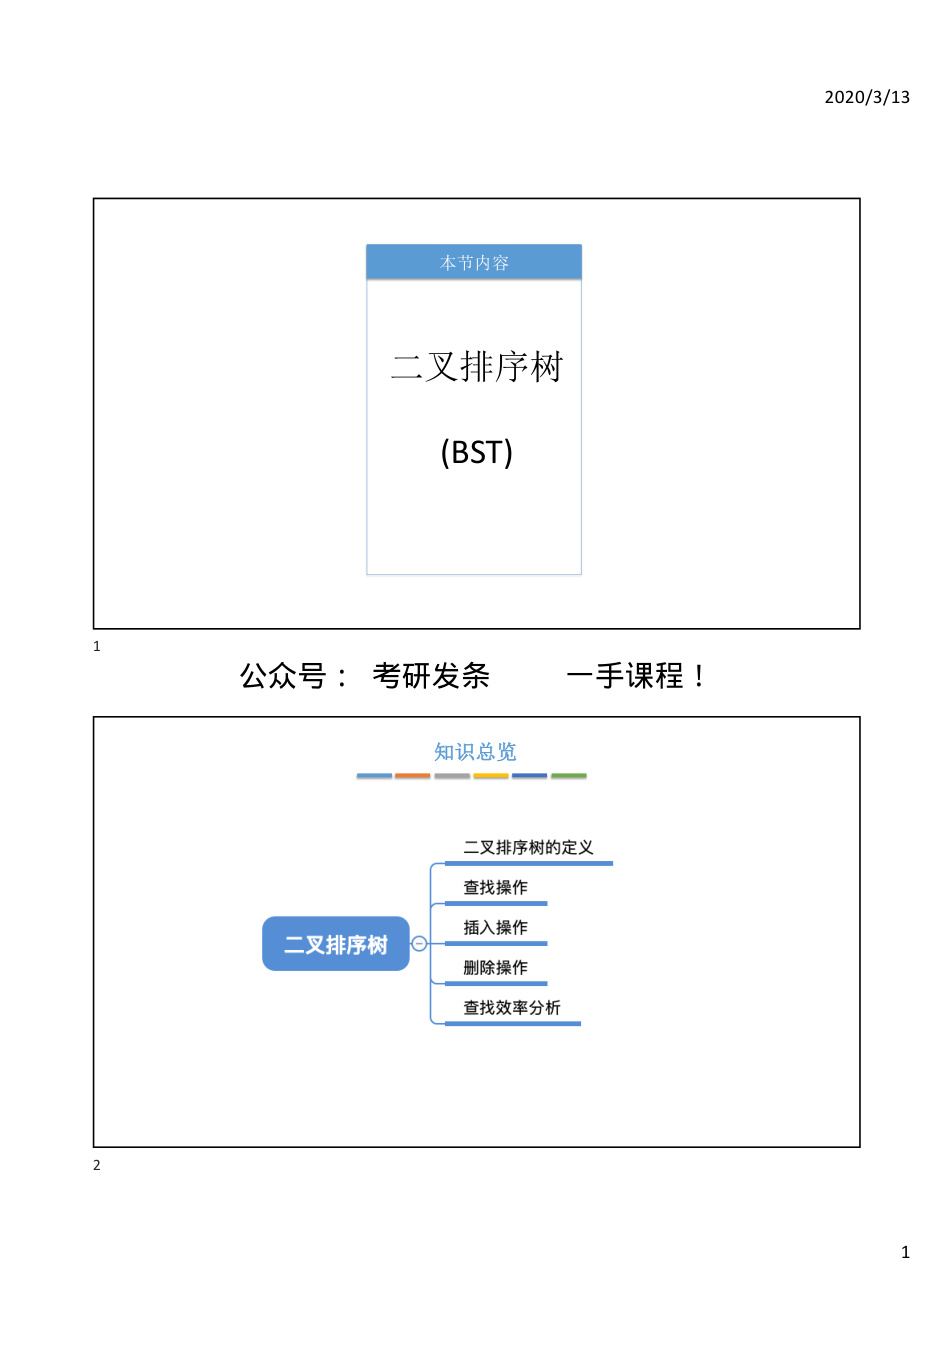 2020/3/13
本节内容
二叉排序树
(BST)
1
公众号： 考研发条 一手课程！
知识总览
二叉排序树的定义
查找操作
插入操作
二叉排序树
删除操作
查找效率分析
2
1